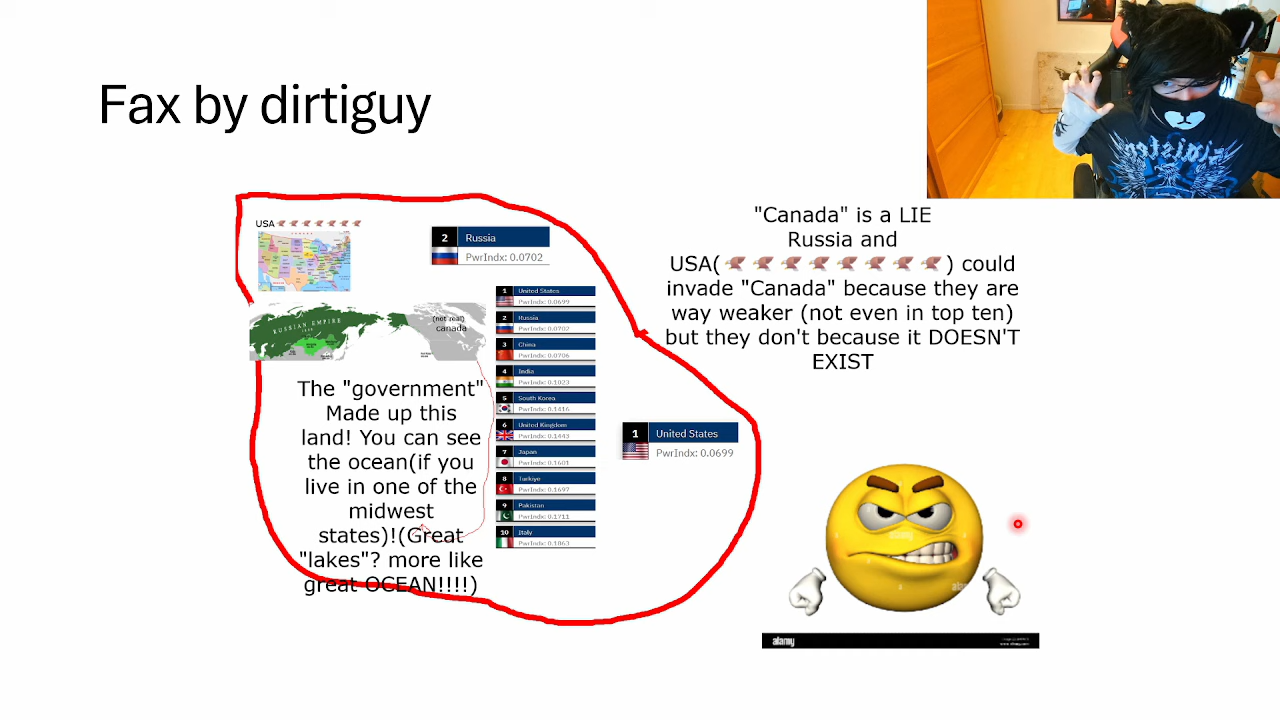 Fax by dirtiguy
USA
2 Russia
PwrIndx: 0.0702
RUSSIAN EMPIRE
(not real)
canada
The "government"
Made up this
land! You can see
the ocean(if you
live in one of the
midwest
states)!(Great
"lakes"? more like
great OCEAN!!!!)
1 United States
PwrIndx: 0.0699
2 Russia
PwrIndx: 0.0702
3 China
PwrIndx: 0.0706
4 India
PwrIndx: 0.1023
5 South Korea
PwrIndx: 0.1416
6 United Kingdom
PwrIndx: 0.1443
7 Japan
PwrIndx: 0.1601
8 Türkiye
PwrIndx: 0.1697
9 Pakistan
PwrIndx: 0.1711
10 Italy
PwrIndx: 0.1863
1 United States
PwrIndx: 0.0699
"Canada" is a LIE
Russia and
USA(🦅🦅🦅🦅🦅🦅🦅🦅) could
invade "Canada" because they are
way weaker (not even in top ten)
but they don't because it DOESN'T
EXIST
alamy
alamy